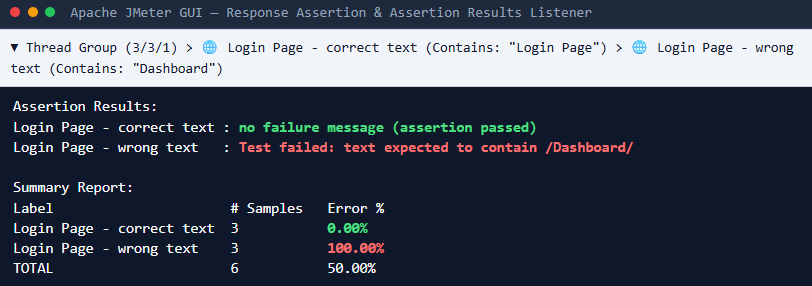 Apache JMeter GUI — Response Assertion & Assertion Results Listener
▼ Thread Group (3/3/1) > 🌐 Login Page - correct text (Contains: "Login Page") > 🌐 Login Page - wrong
text (Contains: "Dashboard")
Assertion Results:
Login Page - correct text : no failure message (assertion passed)
Login Page - wrong text   : Test failed: text expected to contain /Dashboard/
Summary Report:
Label                      # Samples   Error %
Login Page - correct text  3           0.00%
Login Page - wrong text    3           100.00%
TOTAL                      6           50.00%